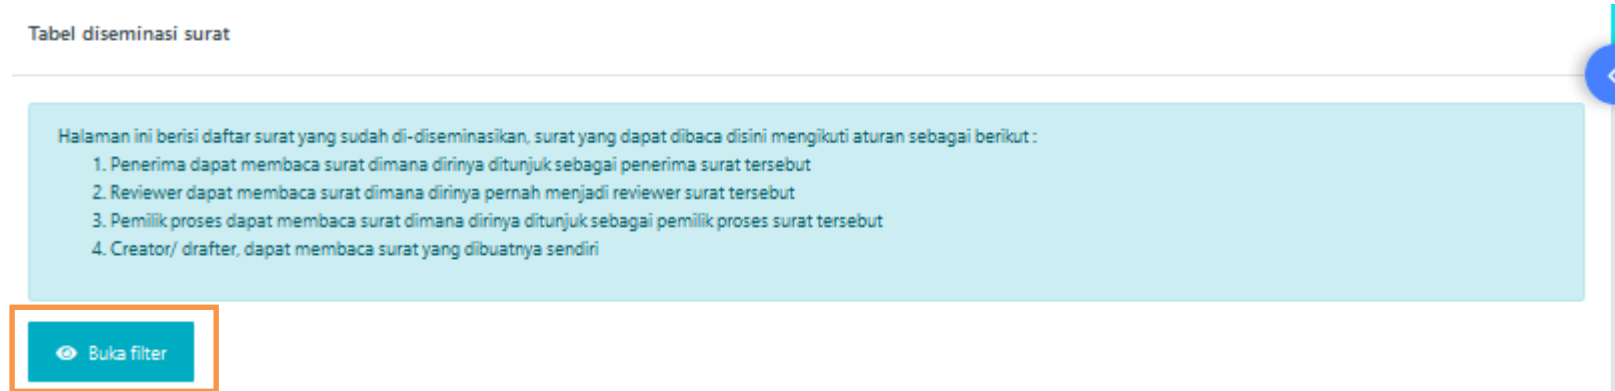 Tabel diseminasi surat
Halaman ini berisi daftar surat yang sudah di-diseminasikan, surat yang dapat dibaca disini mengikuti aturan sebagai berikut :
1. Penerima dapat membaca surat dimana dirinya ditunjuk sebagai penerima surat tersebut
2. Reviewer dapat membaca surat dimana dirinya pernah menjadi reviewer surat tersebut
3. Pemilik proses dapat membaca surat dimana dirinya ditunjuk sebagai pemilik proses surat tersebut
4. Creator/ drafter, dapat membaca surat yang dibuatnya sendiri
Buka filter